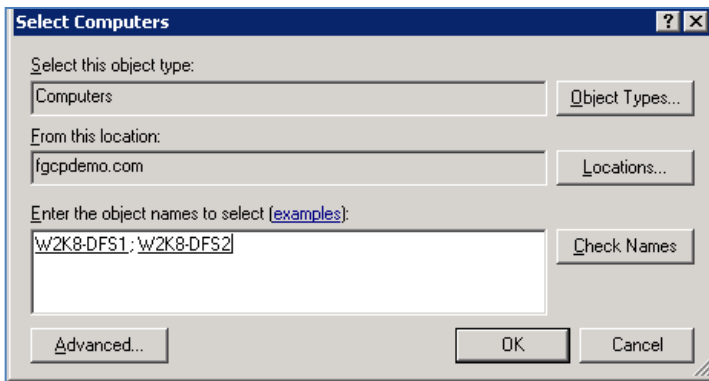 Select Computers
Select this object type:
Computers
Object Types...
From this location:
fgcpdemo.com
Locations...
Enter the object names to select (examples):
W2K8-DFS1; W2K8-DFS2
Check Names
Advanced...
OK
Cancel